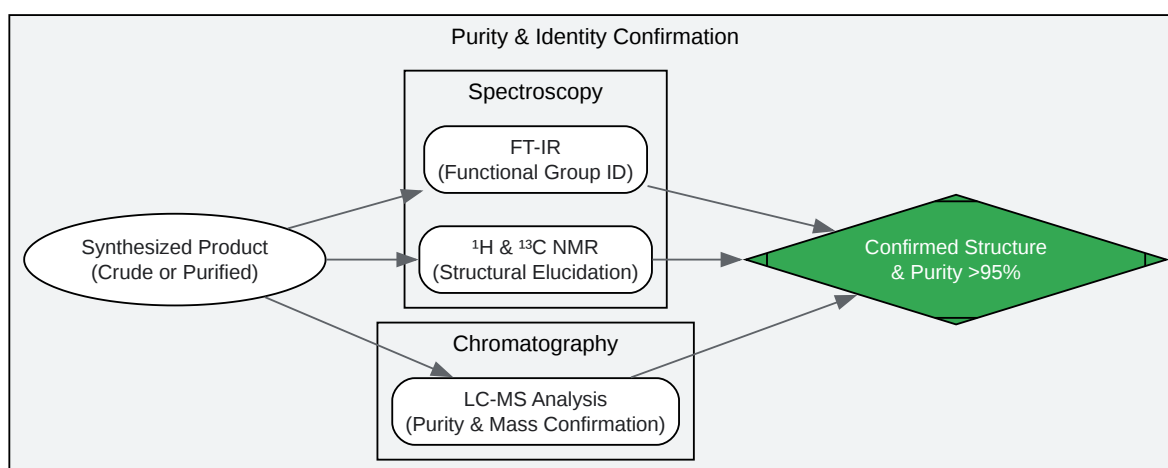 Purity & Identity Confirmation
Spectroscopy
FT-IR
(Functional Group ID)
Synthesized Product
(Crude or Purified)
¹H & ¹³C NMR
(Structural Elucidation)
Confirmed Structure
& Purity >95%
Chromatography
LC-MS Analysis
(Purity & Mass Confirmation)